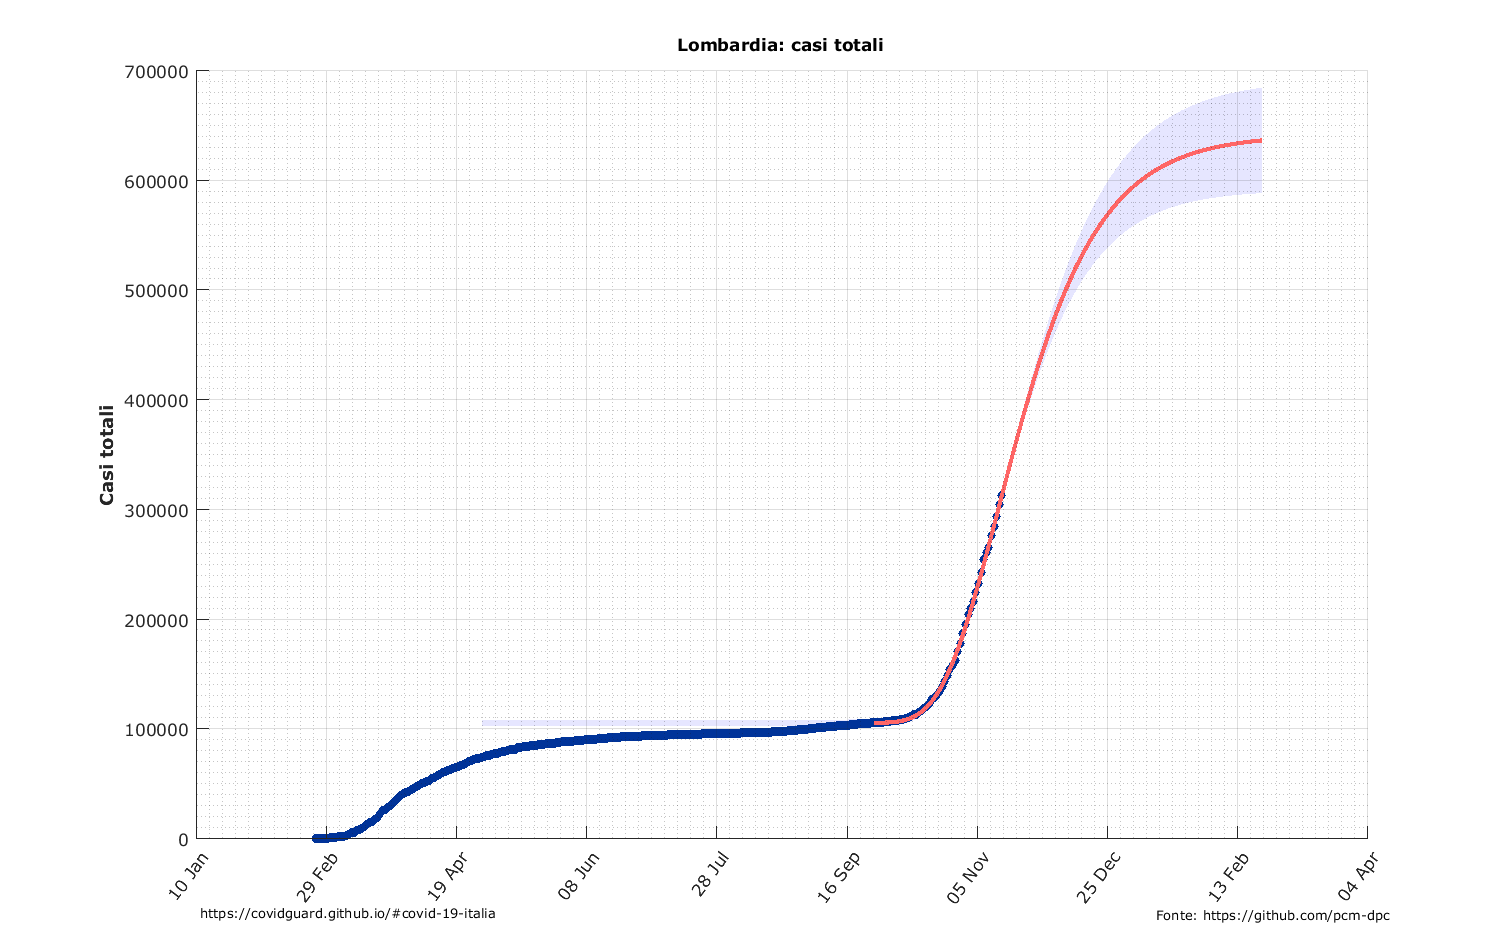 Lombardia: casi totali
700000
600000
500000
400000
300000
200000
100000
0
Casi totali
10 Jan
29 Feb
19 Apr
08 Jun
28 Jul
16 Sep
05 Nov
25 Dec
13 Feb
04 Apr
https://covidguard.github.io/#covid-19-italia
Fonte: https://github.com/pcm-dpc